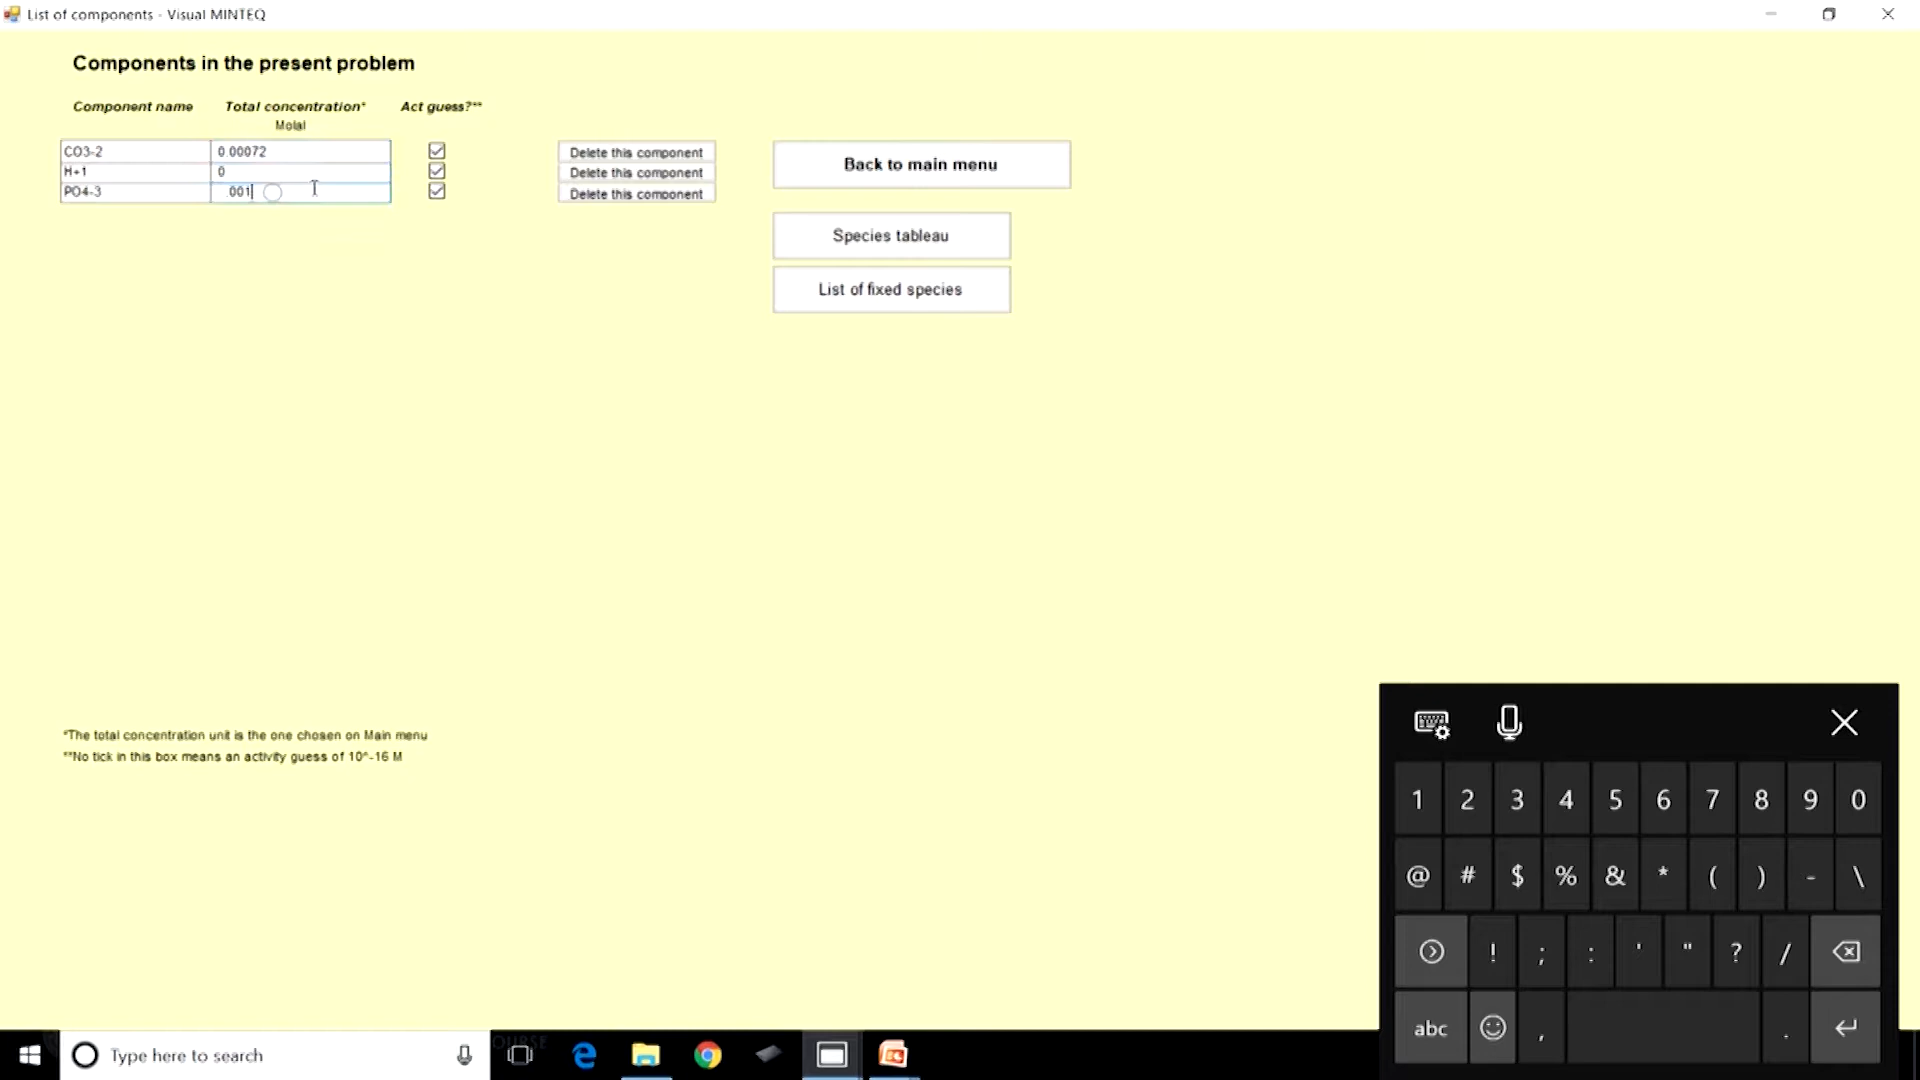 List of components - Visual MINTEQ
Components in the present problem
Component name Total concentration* Act guess?**
Molal
CO3-2 0.00072 Delete this component
H+1 0 Delete this component
PO4-3 .001 Delete this component
Back to main menu
Species tableau
List of fixed species
*The total concentration unit is the one chosen on Main menu
**No tick in this box means an activity guess of 10^-16 M
1 2 3 4 5 6 7 8 9 0
@ # $ % & * ( ) - \
! ; : ' " ? /
abc , .
Type here to search